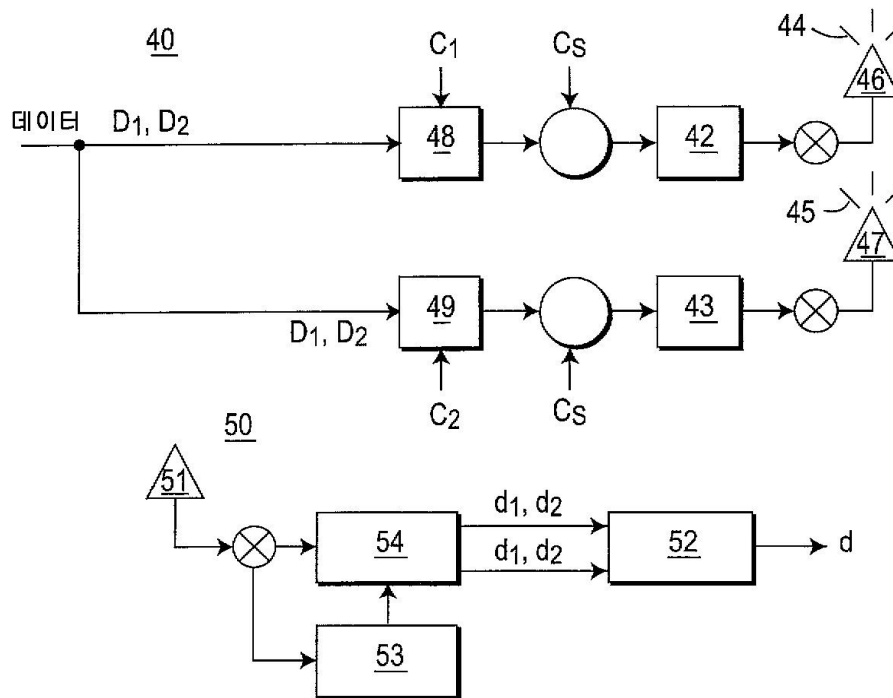 40
C1
CS
44
46
데이터
D1, D2
48
42
45
47
D1, D2
49
43
C2
CS
50
51
54
d1, d2
d1, d2
52
d
53